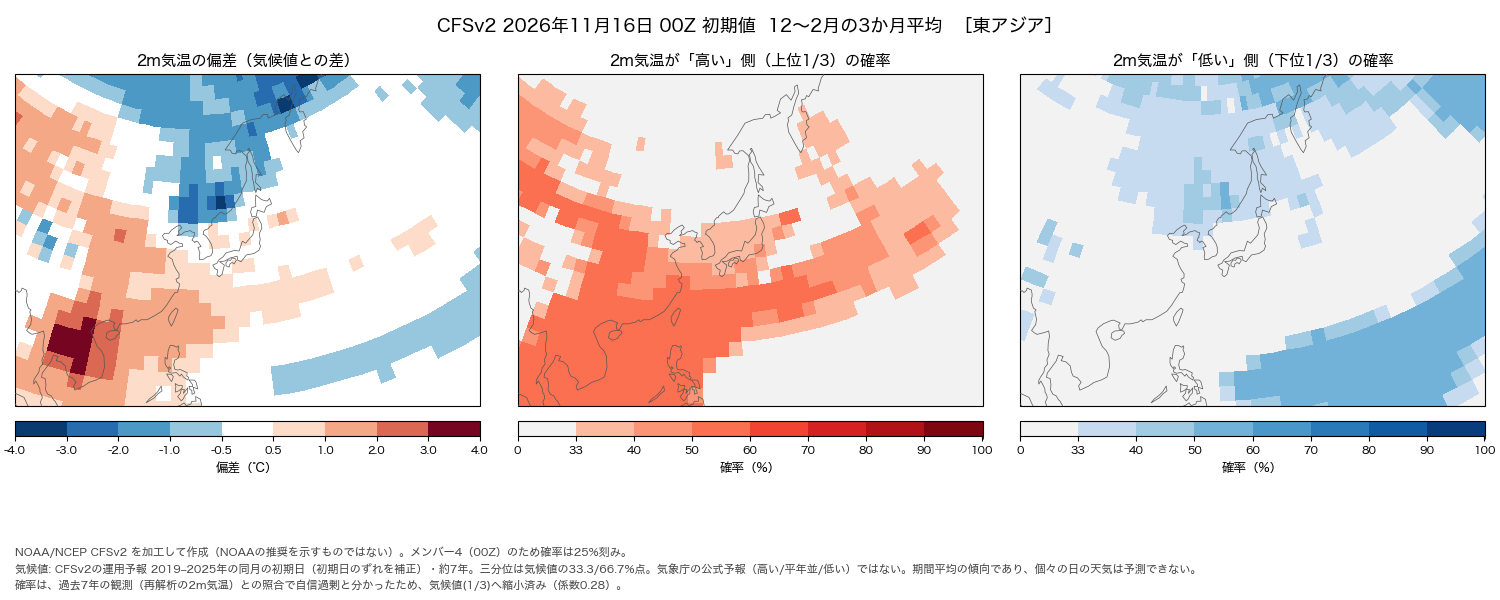 CFSv2 2026年11月16日 00Z 初期値 12〜2月の3か月平均 ［東アジア］
2m気温の偏差（気候値との差）
2m気温が「高い」側（上位1/3）の確率
2m気温が「低い」側（下位1/3）の確率
-4.0 -3.0 -2.0 -1.0 -0.5 0.5 1.0 2.0 3.0 4.0
偏差（℃）
0 33 40 50 60 70 80 90 100
確率（%）
0 33 40 50 60 70 80 90 100
確率（%）
NOAA/NCEP CFSv2 を加工して作成（NOAAの推奨を示すものではない）。メンバー4（00Z）のため確率は25%刻み。
気候値: CFSv2の運用予報 2019–2025年の同月の初期日（初期日のずれを補正）・約7年。三分位は気候値の33.3/66.7%点。気象庁の公式予報（高い/平年並/低い）ではない。期間平均の傾向であり、個々の日の天気は予測できない。
確率は、過去7年の観測（再解析の2m気温）との照合で自信過剰と分かったため、気候値(1/3)へ縮小済み（係数0.28）。